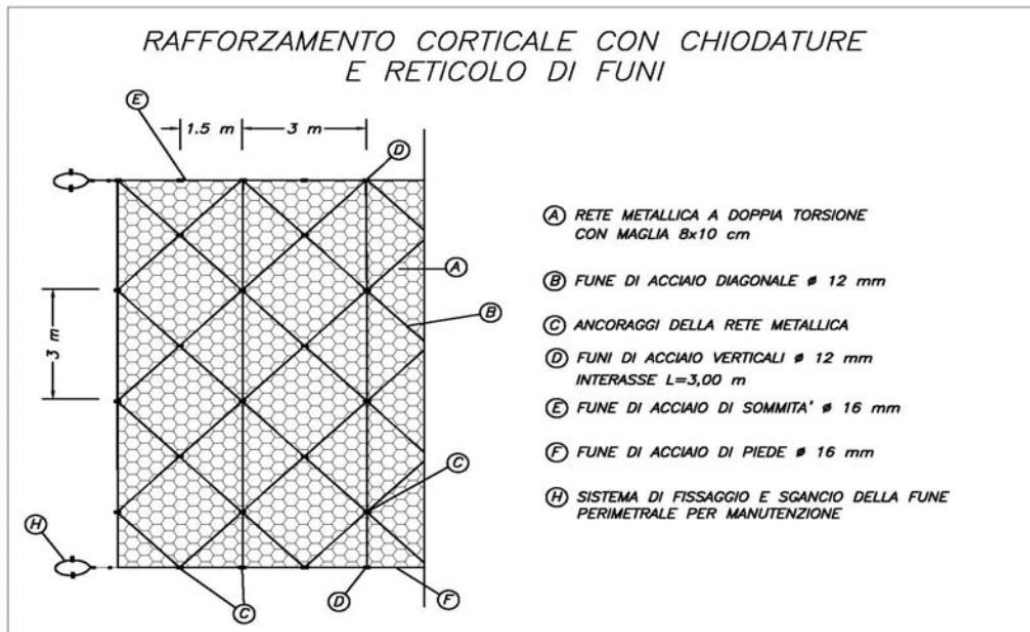 RAFFORZAMENTO CORTICALE CON CHIODATURE
E RETICOLO DI FUNI
E
1.5 m
3 m
D
A
B
3 m
C
H
C
D
F
A RETE METALLICA A DOPPIA TORSIONE
CON MAGLIA 8x10 cm
B FUNE DI ACCIAIO DIAGONALE ø 12 mm
C ANCORAGGI DELLA RETE METALLICA
D FUNI DI ACCIAIO VERTICALI ø 12 mm
INTERASSE L=3,00 m
E FUNE DI ACCIAIO DI SOMMITA' ø 16 mm
F FUNE DI ACCIAIO DI PIEDE ø 16 mm
H SISTEMA DI FISSAGGIO E SGANCIO DELLA FUNE
PERIMETRALE PER MANUTENZIONE